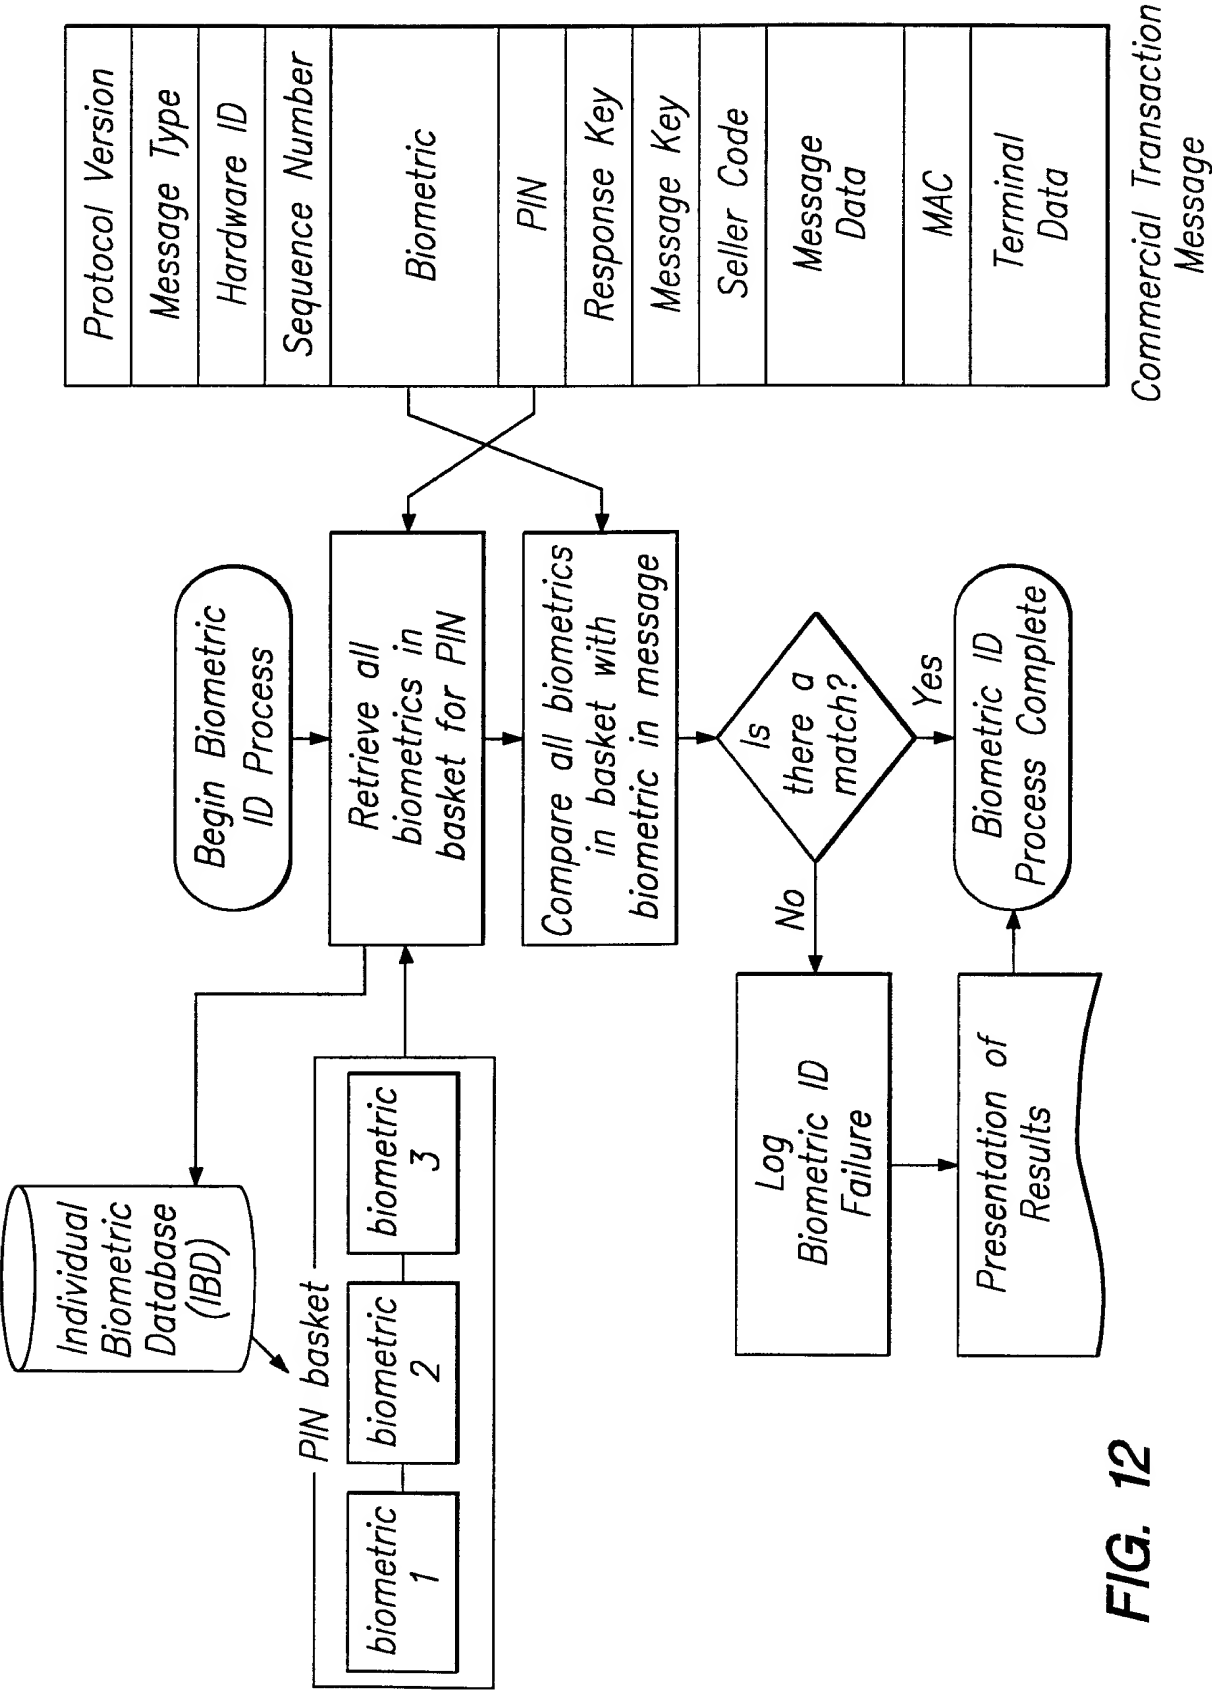 Individual
Biometric
Database
(IBD)
PIN basket
biometric
1
biometric
2
biometric
3
Begin Biometric
ID Process
Retrieve all
biometrics in
basket for PIN
Compare all biometrics
in basket with
biometric in message
Is
there a
match?
No
Yes
Log
Biometric ID
Failure
Presentation of
Results
Biometric ID
Process Complete
Protocol Version
Message Type
Hardware ID
Sequence Number
Biometric
PIN
Response Key
Message Key
Seller Code
Message
Data
MAC
Terminal
Data
Commercial Transaction
Message
FIG. 12